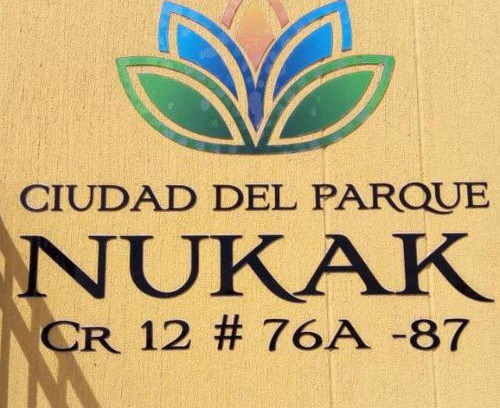 CIUDAD DEL PARQUE
NUKAK
CR 12 # 76A -87